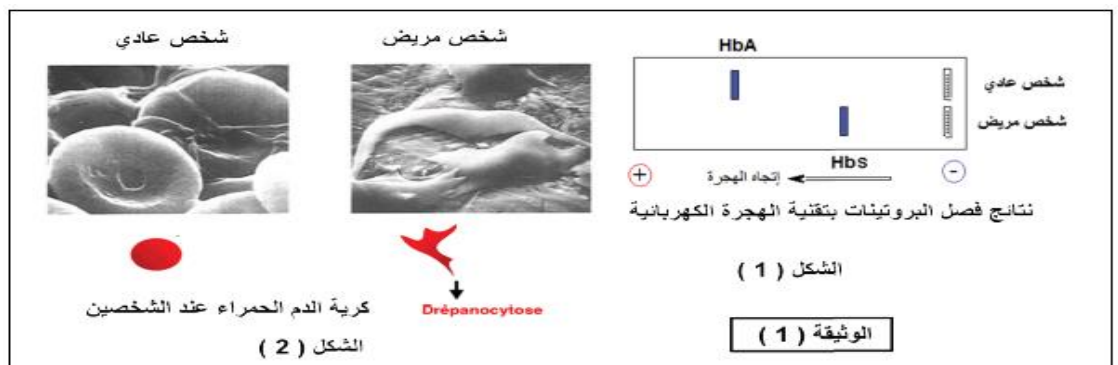 شخص عادي
شخص مريض
HbA
شخص عادي
شخص مريض
HbS
+ إتجاه الهجرة -
نتائج فصل البروتينات بتقنية الهجرة الكهربائية
الشكل ( 1 )
Drépanocytose
كرية الدم الحمراء عند الشخصين
الشكل ( 2 )
الوثيقة ( 1 )